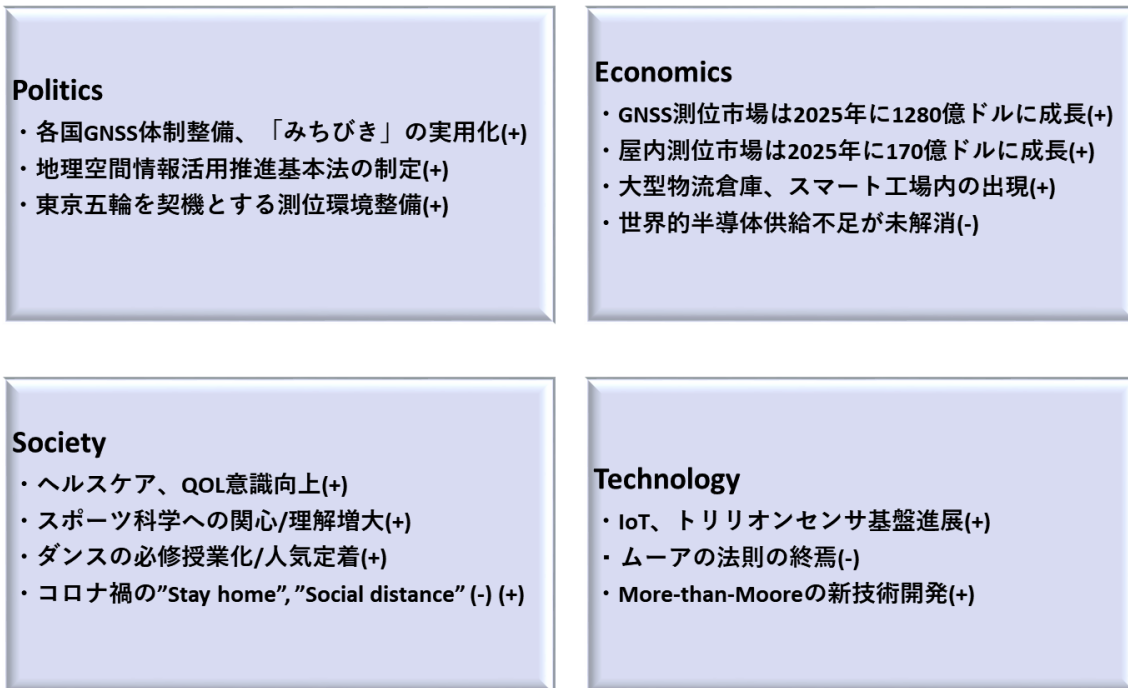 Politics
・各国GNSS体制整備、「みちびき」の実用化(+)
・地理空間情報活用推進基本法の制定(+)
・東京五輪を契機とする測位環境整備(+)
Economics
・GNSS測位市場は2025年に1280億ドルに成長(+)
・屋内測位市場は2025年に170億ドルに成長(+)
・大型物流倉庫、スマート工場内の出現(+)
・世界的半導体供給不足が未解消(-)
Society
・ヘルスケア、QOL意識向上(+)
・スポーツ科学への関心/理解増大(+)
・ダンスの必修授業化/人気定着(+)
・コロナ禍の”Stay home”, ”Social distance” (-) (+)
Technology
・IoT、トリリオンセンサ基盤進展(+)
・ムーアの法則の終焉(-)
・More-than-Mooreの新技術開発(+)